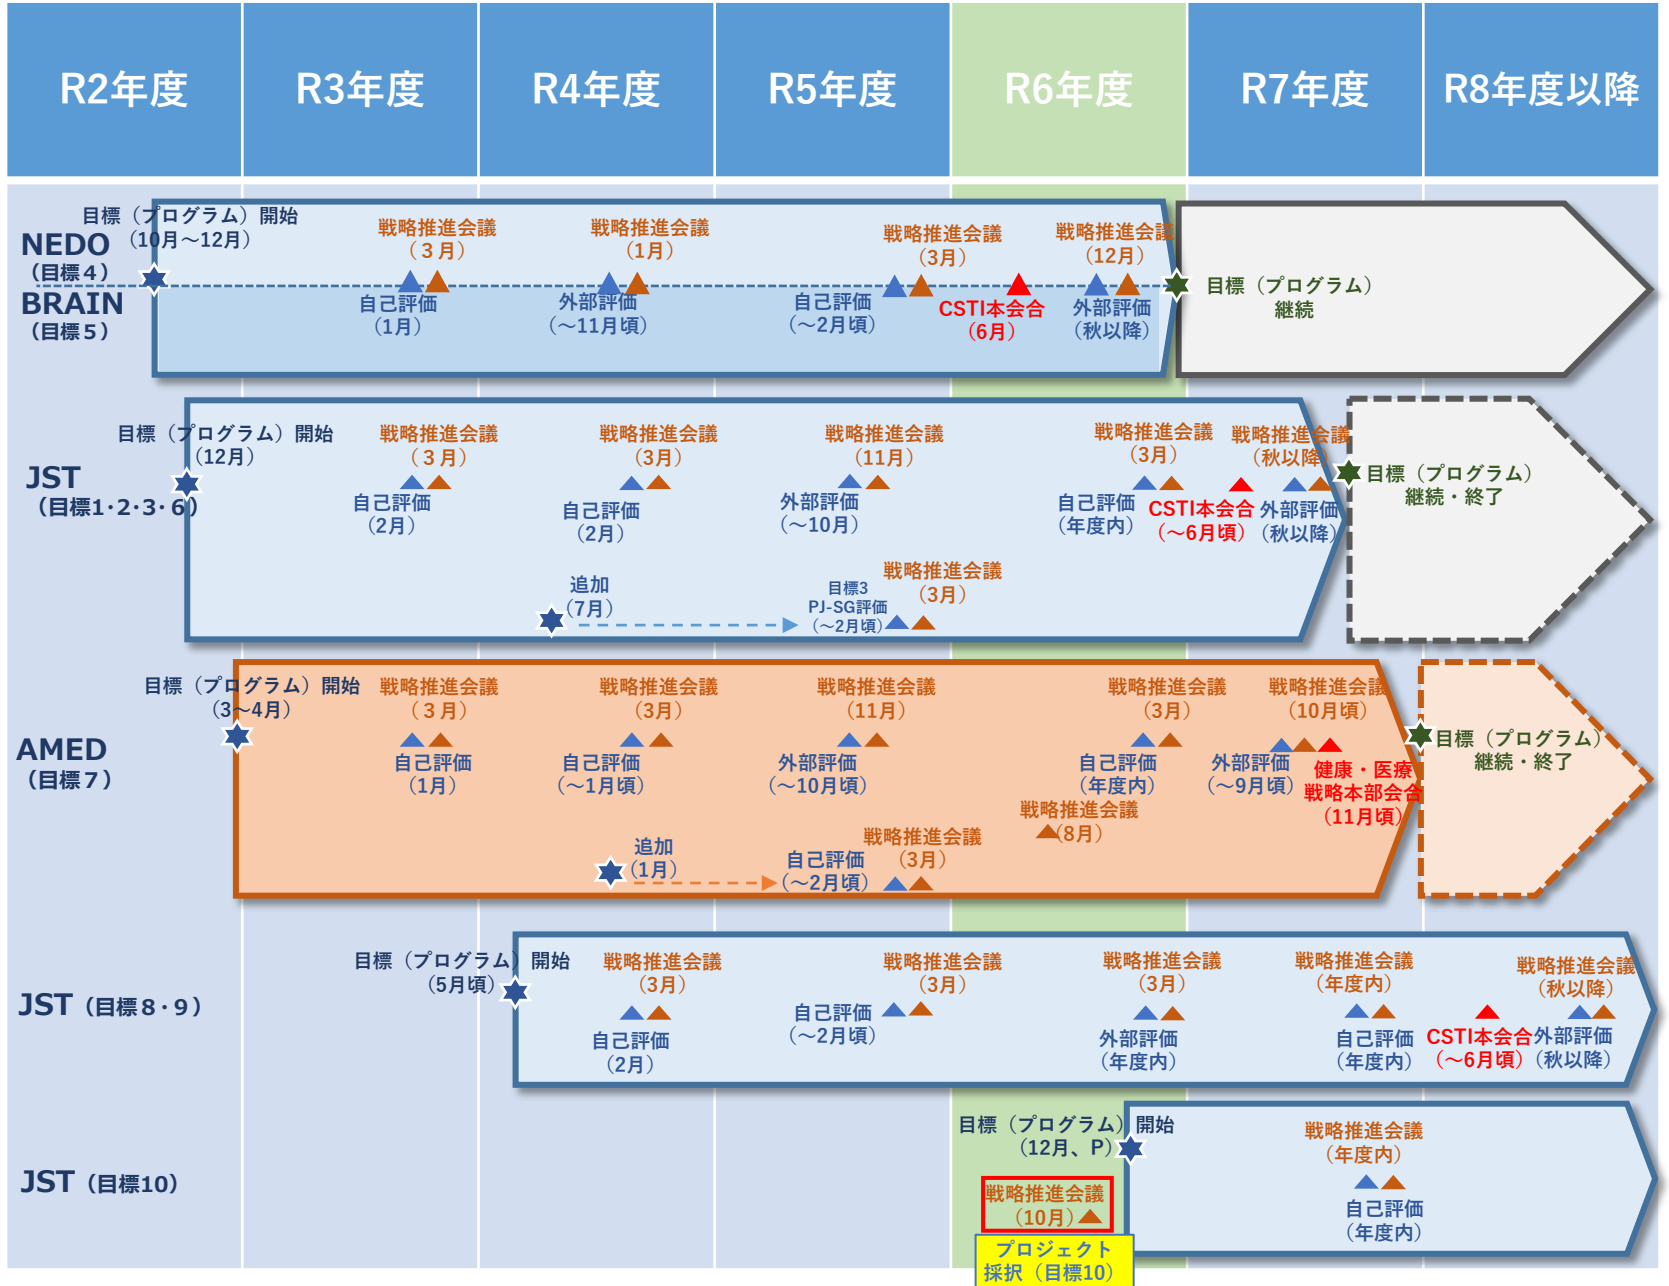 R2年度
R3年度
R4年度
R5年度
R6年度
R7年度
R8年度以降
NEDO
（目標４）
BRAIN
（目標５）
目標（プログラム）開始
（10月～12月）
戦略推進会議
（３月）
自己評価
（1月）
戦略推進会議
（1月）
外部評価
（～11月頃）
戦略推進会議
（3月）
自己評価
（～2月頃）
CSTI本会合
（6月）
戦略推進会議
（12月）
外部評価
（秋以降）
目標（プログラム）
継続
JST
（目標1･2･3･6）
目標（プログラム）開始
（12月）
戦略推進会議
（３月）
自己評価
（2月）
戦略推進会議
（3月）
自己評価
（2月）
戦略推進会議
（11月）
外部評価
（～10月）
戦略推進会議
（3月）
自己評価
（年度内）
CSTI本会合
（～6月頃）
戦略推進会議
（秋以降）
外部評価
（秋以降）
目標（プログラム）
継続・終了
追加
（7月）
目標3
PJ-SG評価
（～2月頃）
戦略推進会議
（3月）
AMED
（目標７）
目標（プログラム）開始
（3～4月）
戦略推進会議
（３月）
自己評価
（1月）
戦略推進会議
（3月）
自己評価
（～1月頃）
戦略推進会議
（11月）
外部評価
（～10月頃）
戦略推進会議
（3月）
自己評価
（年度内）
戦略推進会議
（10月頃）
外部評価
（～9月頃）
健康・医療
戦略本部会合
（11月頃）
目標（プログラム）
継続・終了
戦略推進会議
（8月）
追加
（1月）
自己評価
（～2月頃）
戦略推進会議
（3月）
JST（目標８･９）
目標（プログラム）開始
（5月頃）
戦略推進会議
（3月）
自己評価
（2月）
戦略推進会議
（3月）
自己評価
（～2月頃）
戦略推進会議
（3月）
外部評価
（年度内）
戦略推進会議
（年度内）
自己評価
（年度内）
CSTI本会合
（～6月頃）
戦略推進会議
（秋以降）
外部評価
（秋以降）
JST（目標10）
目標（プログラム）開始
（12月、P）
戦略推進会議
（10月）
プロジェクト
採択（目標10）
戦略推進会議
（年度内）
自己評価
（年度内）